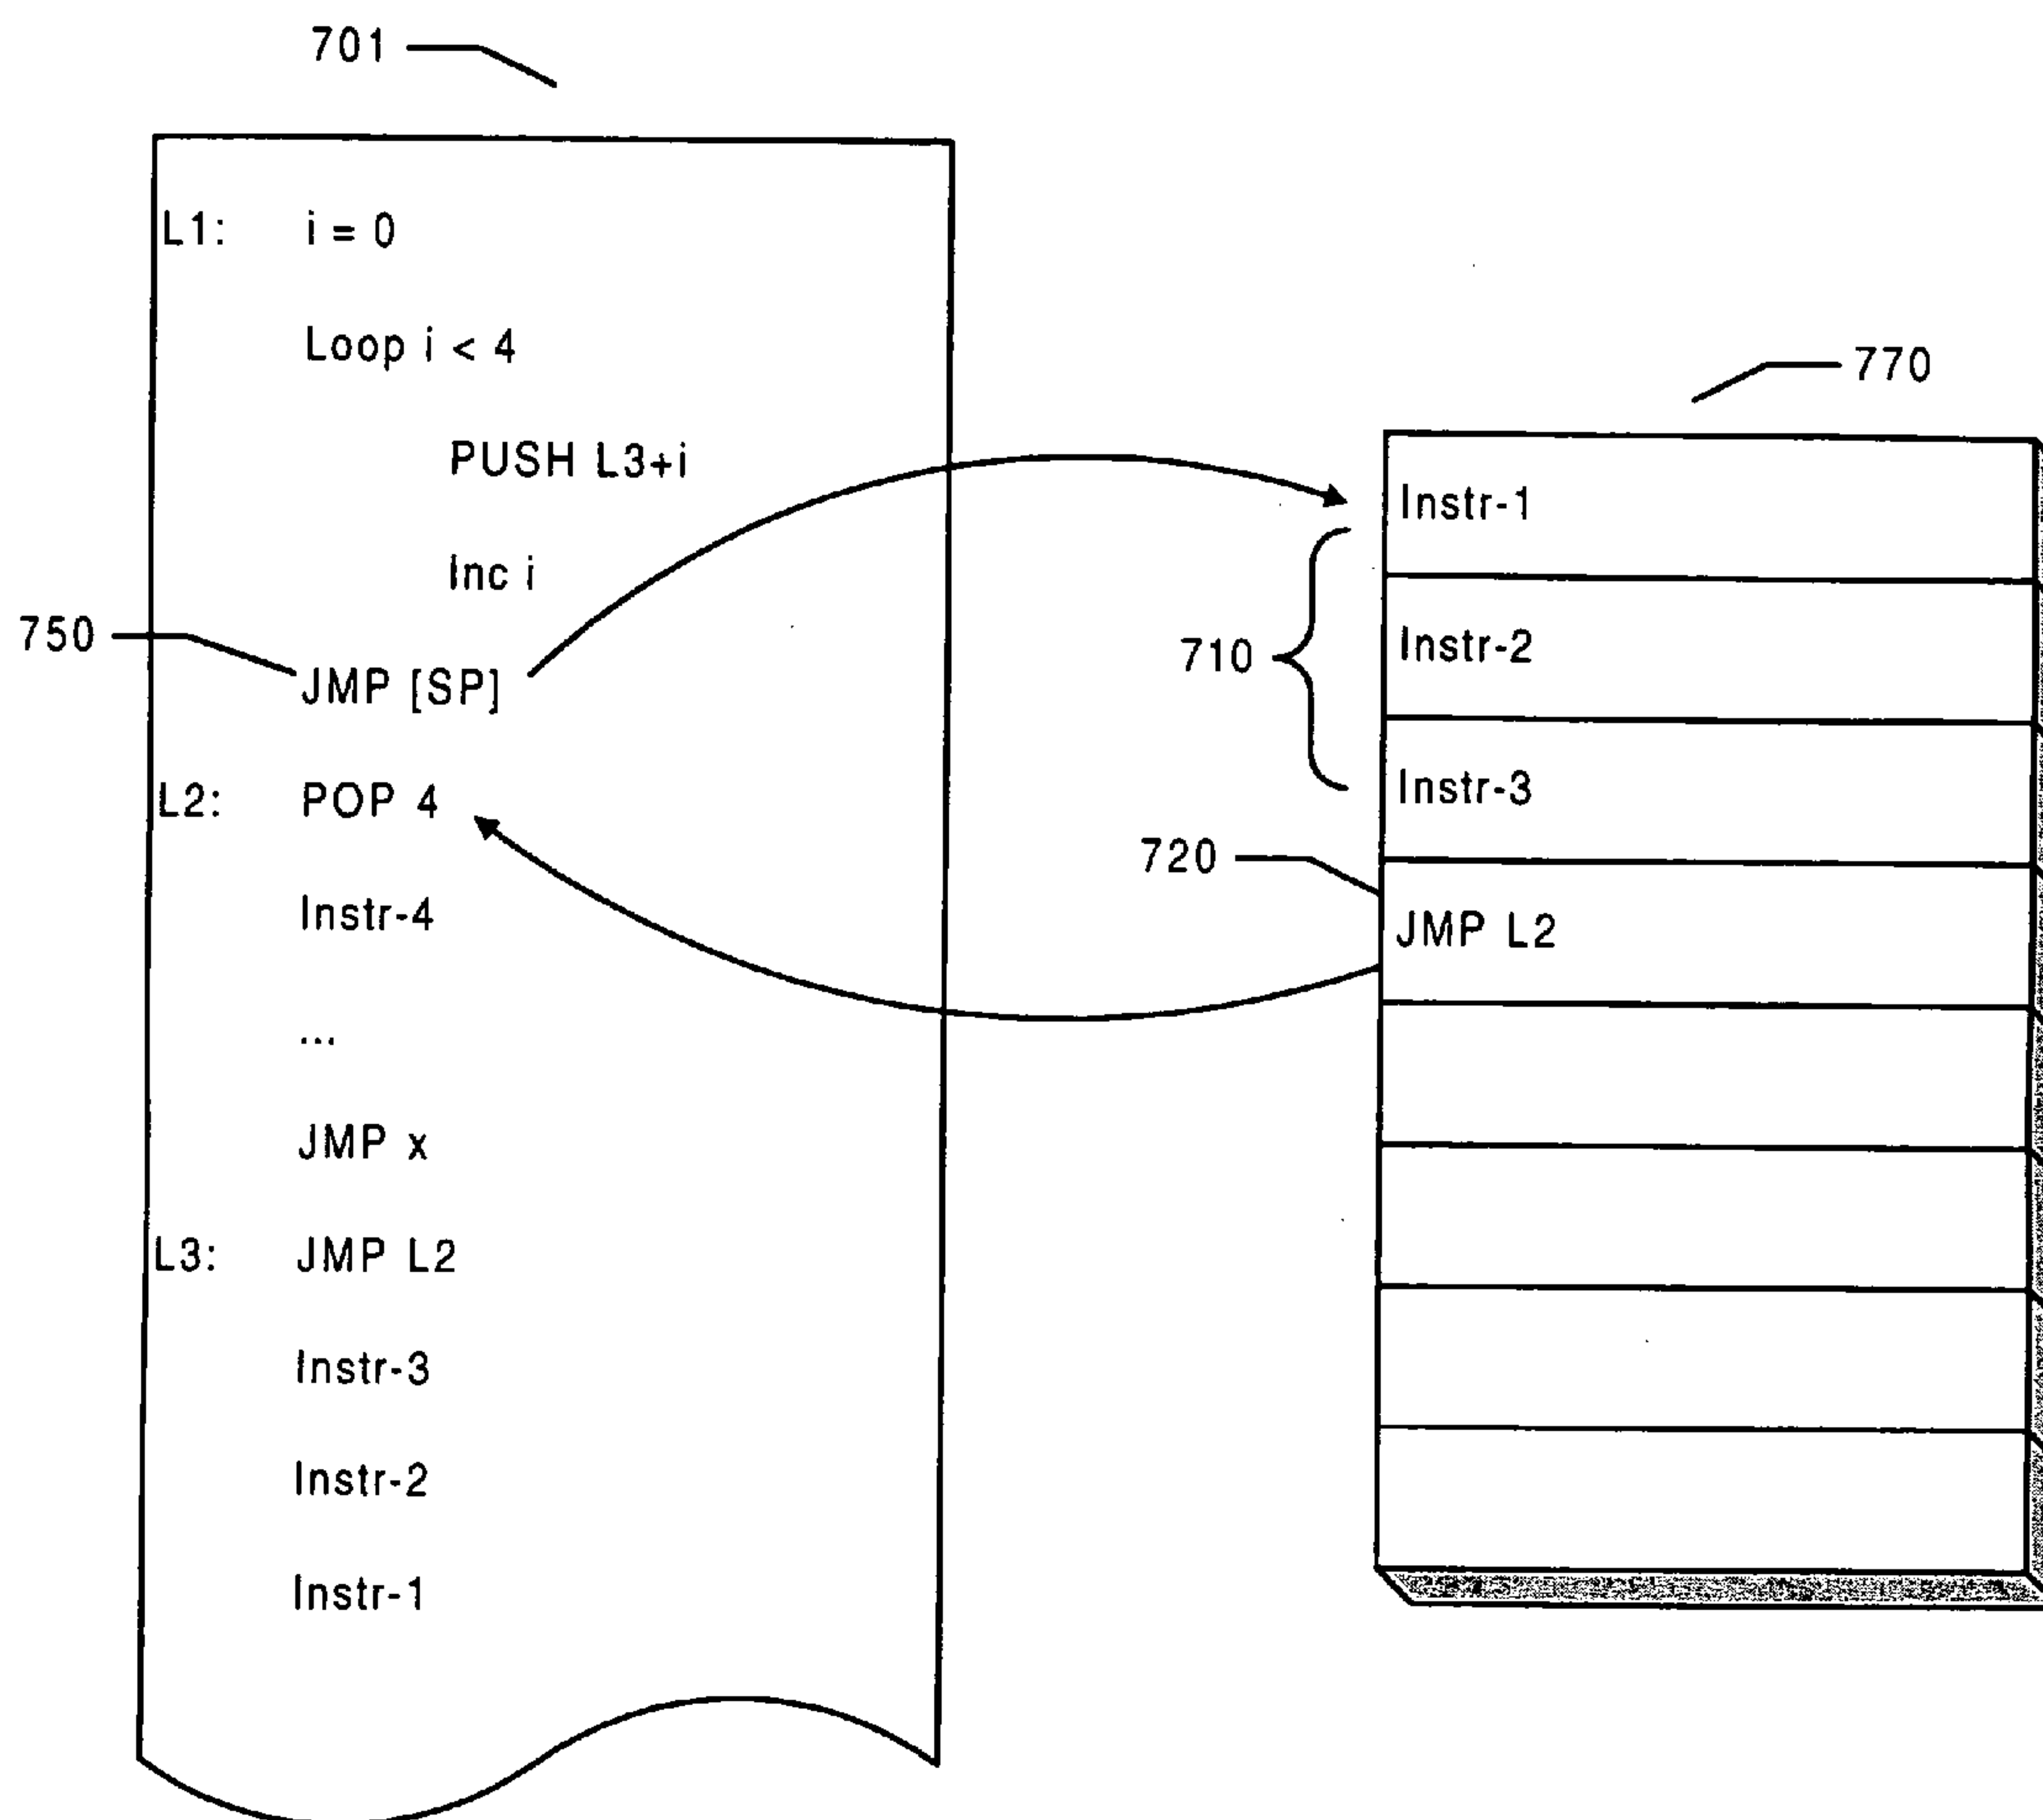 701
L1: i = 0
Loop i < 4
PUSH L3+i
Inc i
750
JMP [SP]
L2: POP 4
Instr-4
...
JMP x
L3: JMP L2
Instr-3
Instr-2
Instr-1
770
Instr-1
710
Instr-2
Instr-3
720
JMP L2